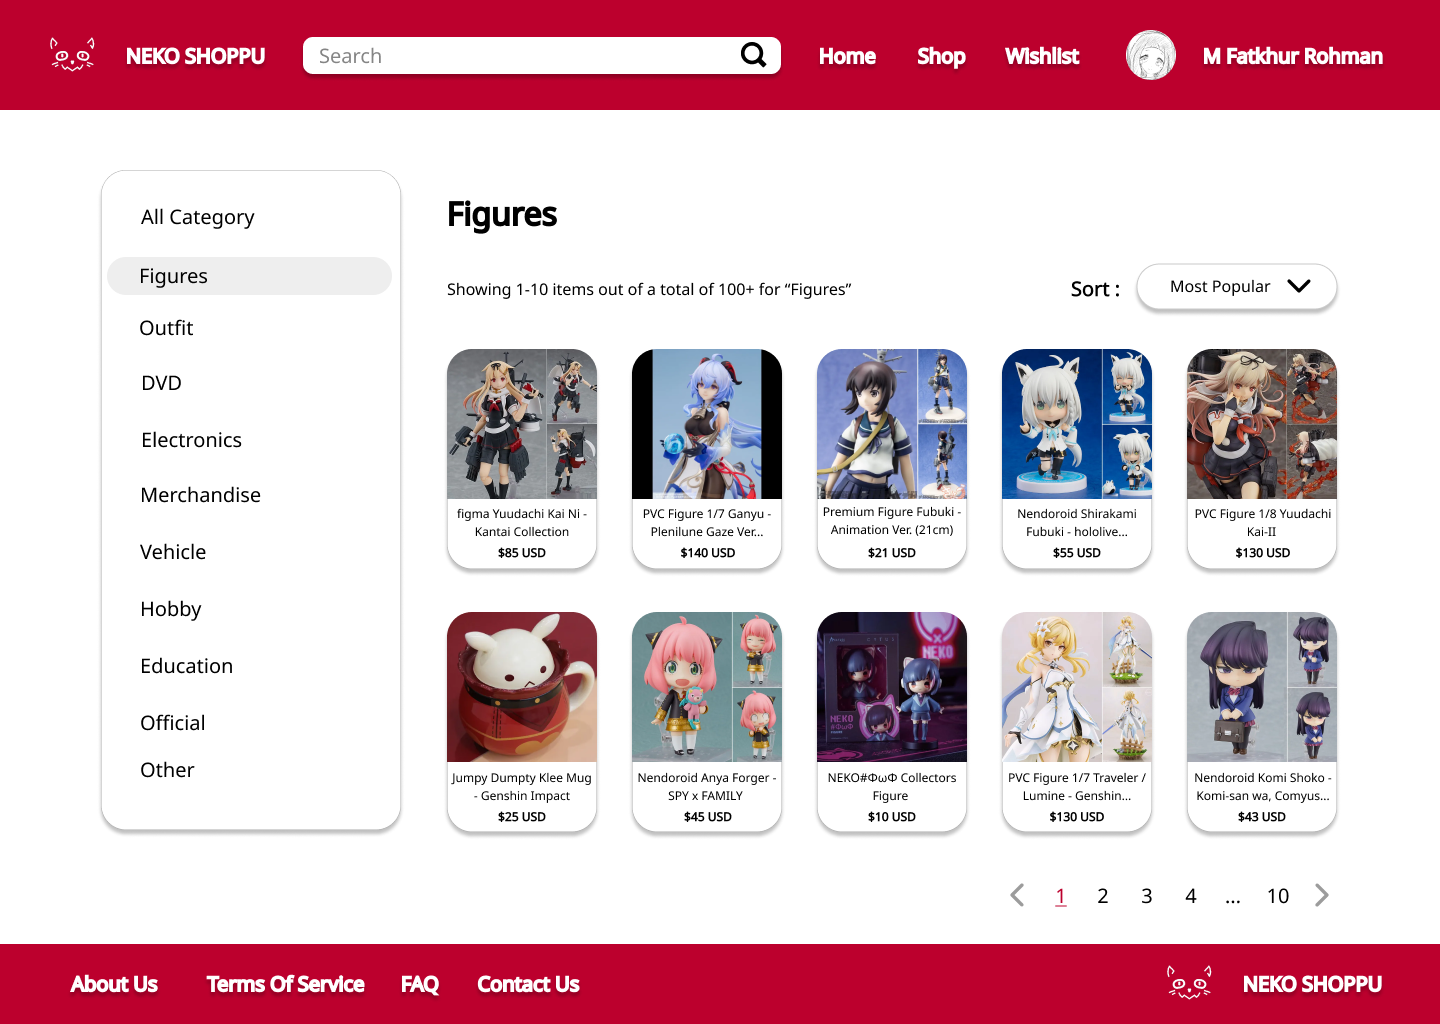 NEKO SHOPPU
Search
Home
Shop
Wishlist
M Fatkhur Rohman
All Category
Figures
Outfit
DVD
Electronics
Merchandise
Vehicle
Hobby
Education
Official
Other
Figures
Showing 1-10 items out of a total of 100+ for “Figures”
Sort :
Most Popular
figma Yuudachi Kai Ni -
Kantai Collection
$85 USD
PVC Figure 1/7 Ganyu -
Plenilune Gaze Ver...
$140 USD
Premium Figure Fubuki -
Animation Ver. (21cm)
$21 USD
Nendoroid Shirakami
Fubuki - hololive...
$55 USD
PVC Figure 1/8 Yuudachi
Kai-II
$130 USD
NEKO
NEKO
#ΦωΦ
Jumpy Dumpty Klee Mug
- Genshin Impact
$25 USD
Nendoroid Anya Forger -
SPY x FAMILY
$45 USD
NEKO#ΦωΦ Collectors
Figure
$10 USD
PVC Figure 1/7 Traveler /
Lumine - Genshin...
$130 USD
Nendoroid Komi Shoko -
Komi-san wa, Comyus...
$43 USD
1 2 3 4 ... 10
About Us
Terms Of Service
FAQ
Contact Us
NEKO SHOPPU